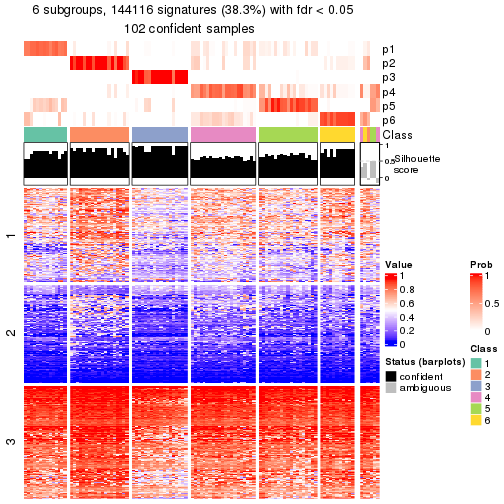 6 subgroups, 144116 signatures (38.3%) with fdr < 0.05
102 confident samples
p1
p2
p3
p4
p5
p6
Class
1
0.5
0
Silhouette
score
1
2
3
Value
1
0.8
0.6
0.4
0.2
0
Status (barplots)
confident
ambiguous
Prob
1
0.5
0
Class
1
2
3
4
5
6